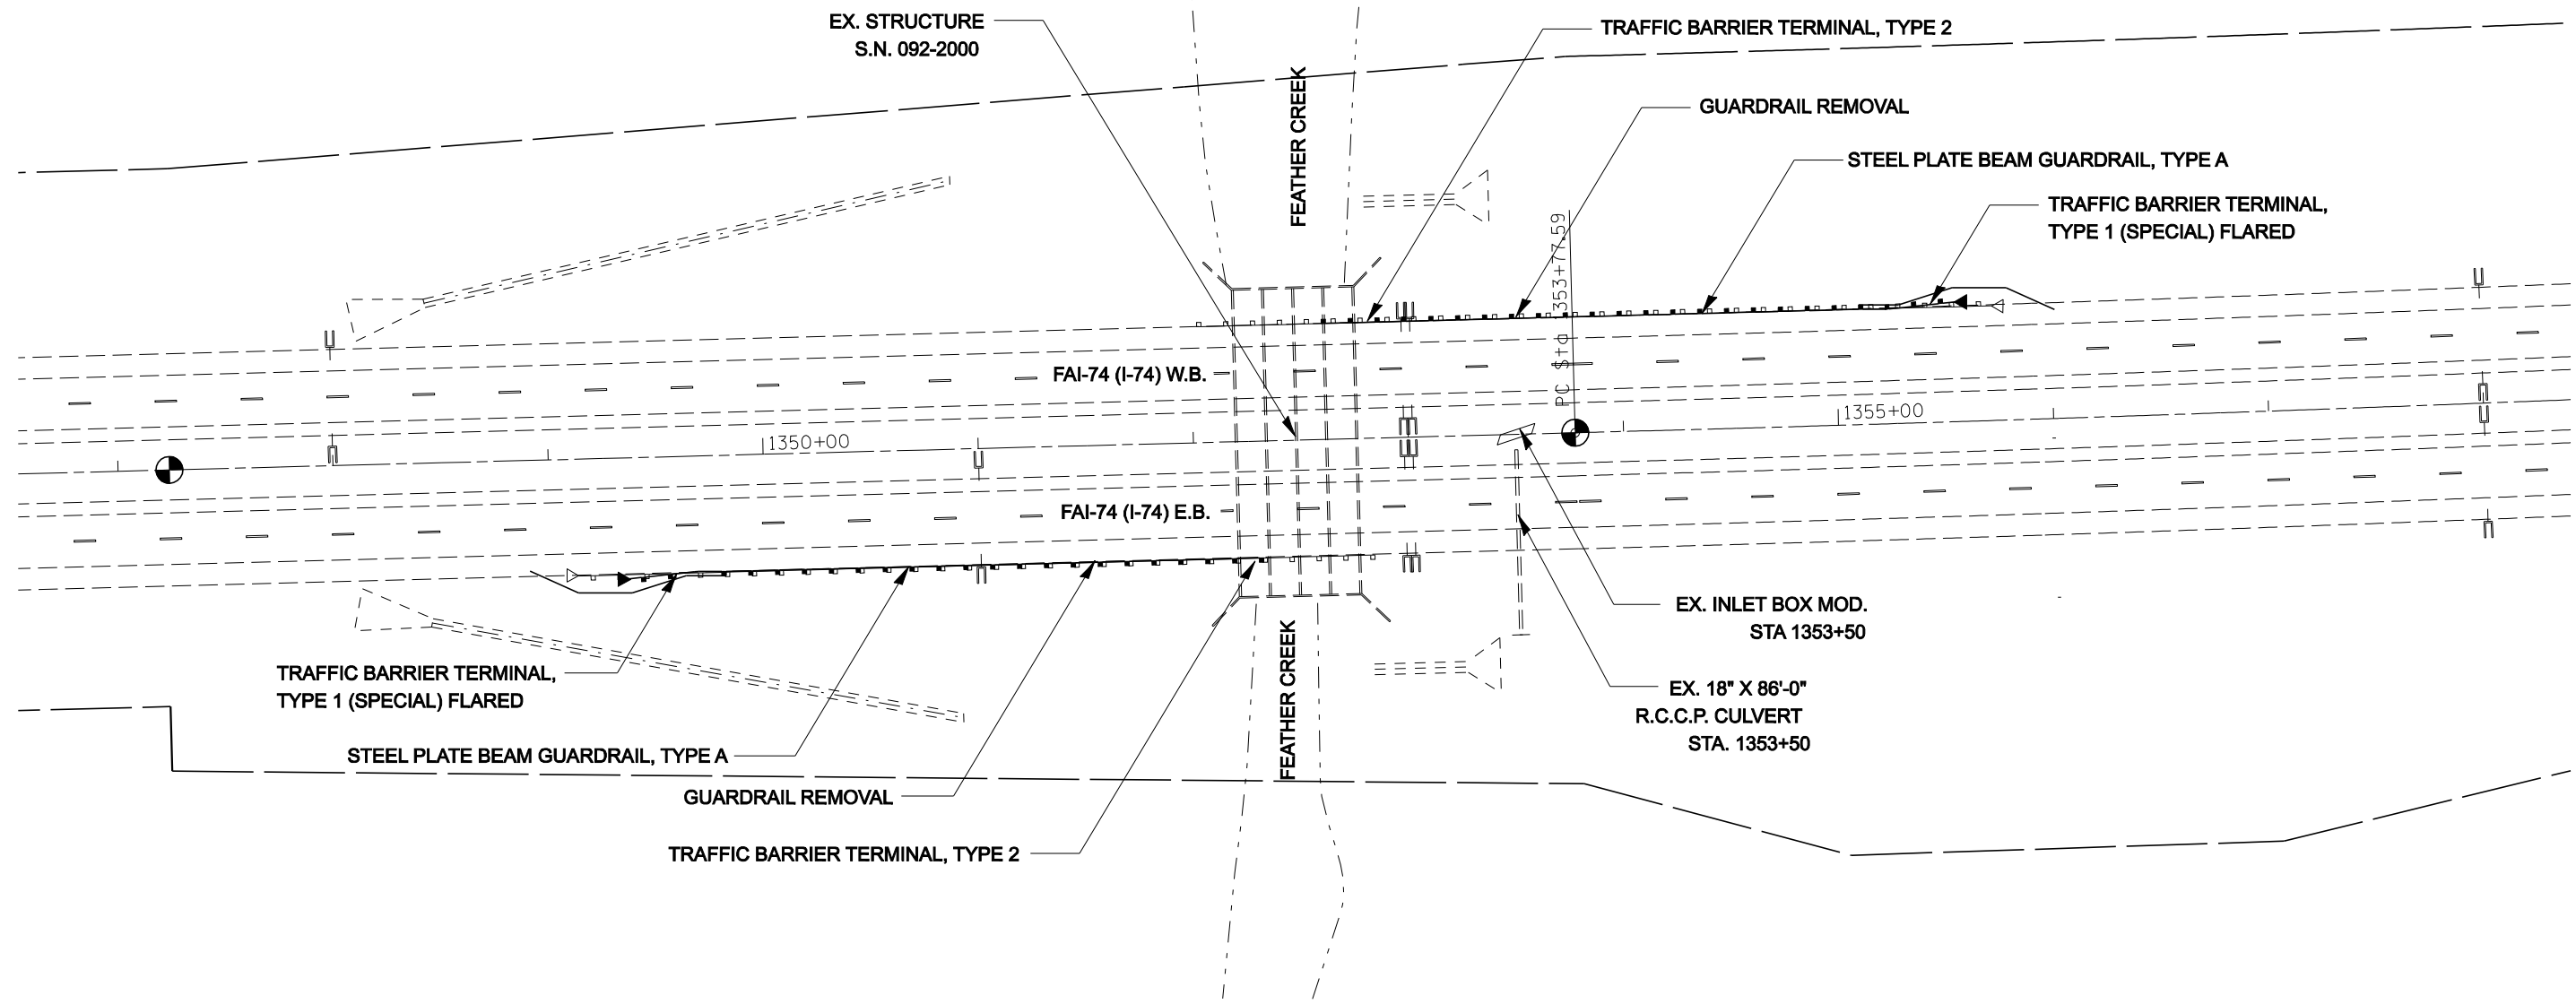 EX. STRUCTURE
S.N. 092-2000
TRAFFIC BARRIER TERMINAL, TYPE 2
FEATHER CREEK
GUARDRAIL REMOVAL
STEEL PLATE BEAM GUARDRAIL, TYPE A
TRAFFIC BARRIER TERMINAL,
TYPE 1 (SPECIAL) FLARED
PC Sta 1353+77.59
FAI-74 (I-74) W.B.
1355+00
1350+00
FAI-74 (I-74) E.B.
EX. INLET BOX MOD.
STA 1353+50
TRAFFIC BARRIER TERMINAL,
TYPE 1 (SPECIAL) FLARED
FEATHER CREEK
EX. 18" X 86'-0"
R.C.C.P. CULVERT
STA. 1353+50
STEEL PLATE BEAM GUARDRAIL, TYPE A
GUARDRAIL REMOVAL
TRAFFIC BARRIER TERMINAL, TYPE 2